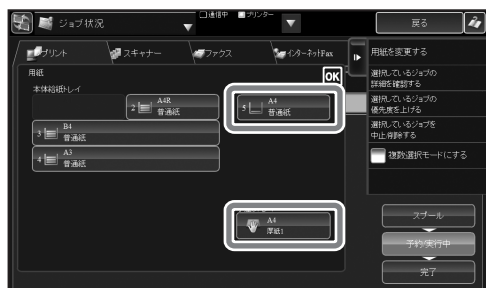 ジョブ状況
通信中
プリンター
戻る
プリント
スキャナー
ファクス
インターネットFax
用紙
OK
本体給紙トレイ
2 A4R
普通紙
5 A4
普通紙
3 B4
普通紙
4 A3
普通紙
A4
厚紙1
用紙を変更する
選択しているジョブの
詳細を確認する
選択しているジョブの
優先度を上げる
選択しているジョブを
中止/削除する
複数選択モードにする
スプール
予約/実行中
完了